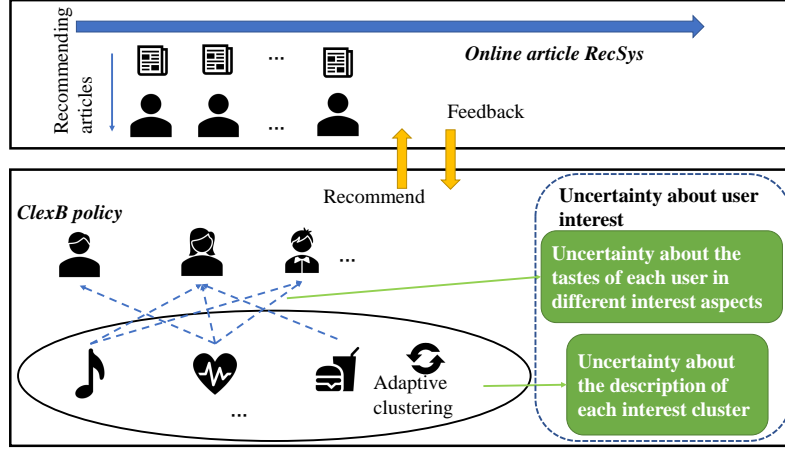 Recommending
articles
Online article RecSys
...
...
Feedback
Recommend
ClexB policy
...
Uncertainty about user
interest
Uncertainty about the
tastes of each user in
different interest aspects
Adaptive
clustering
...
Uncertainty about
the description of
each interest cluster